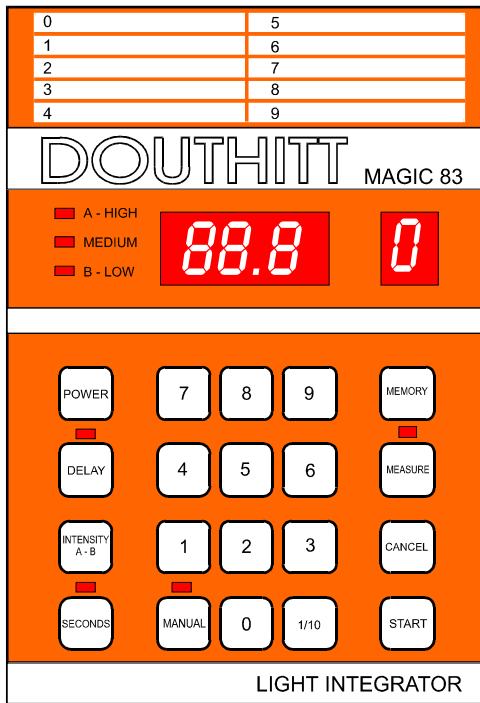 0 5
1 6
2 7
3 8
4 9
DOUTHITT MAGIC 83
A - HIGH
MEDIUM
B - LOW
88.8 0
POWER 7 8 9 MEMORY
DELAY 4 5 6 MEASURE
INTENSITY
A - B 1 2 3 CANCEL
SECONDS MANUAL 0 1/10 START
LIGHT INTEGRATOR